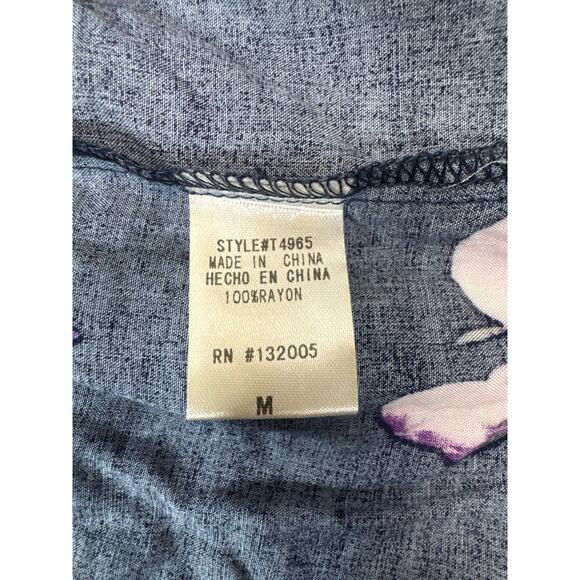 STYLE#T4965
MADE IN CHINA
HECHO EN CHINA
100%RAYON
RN #132005
M